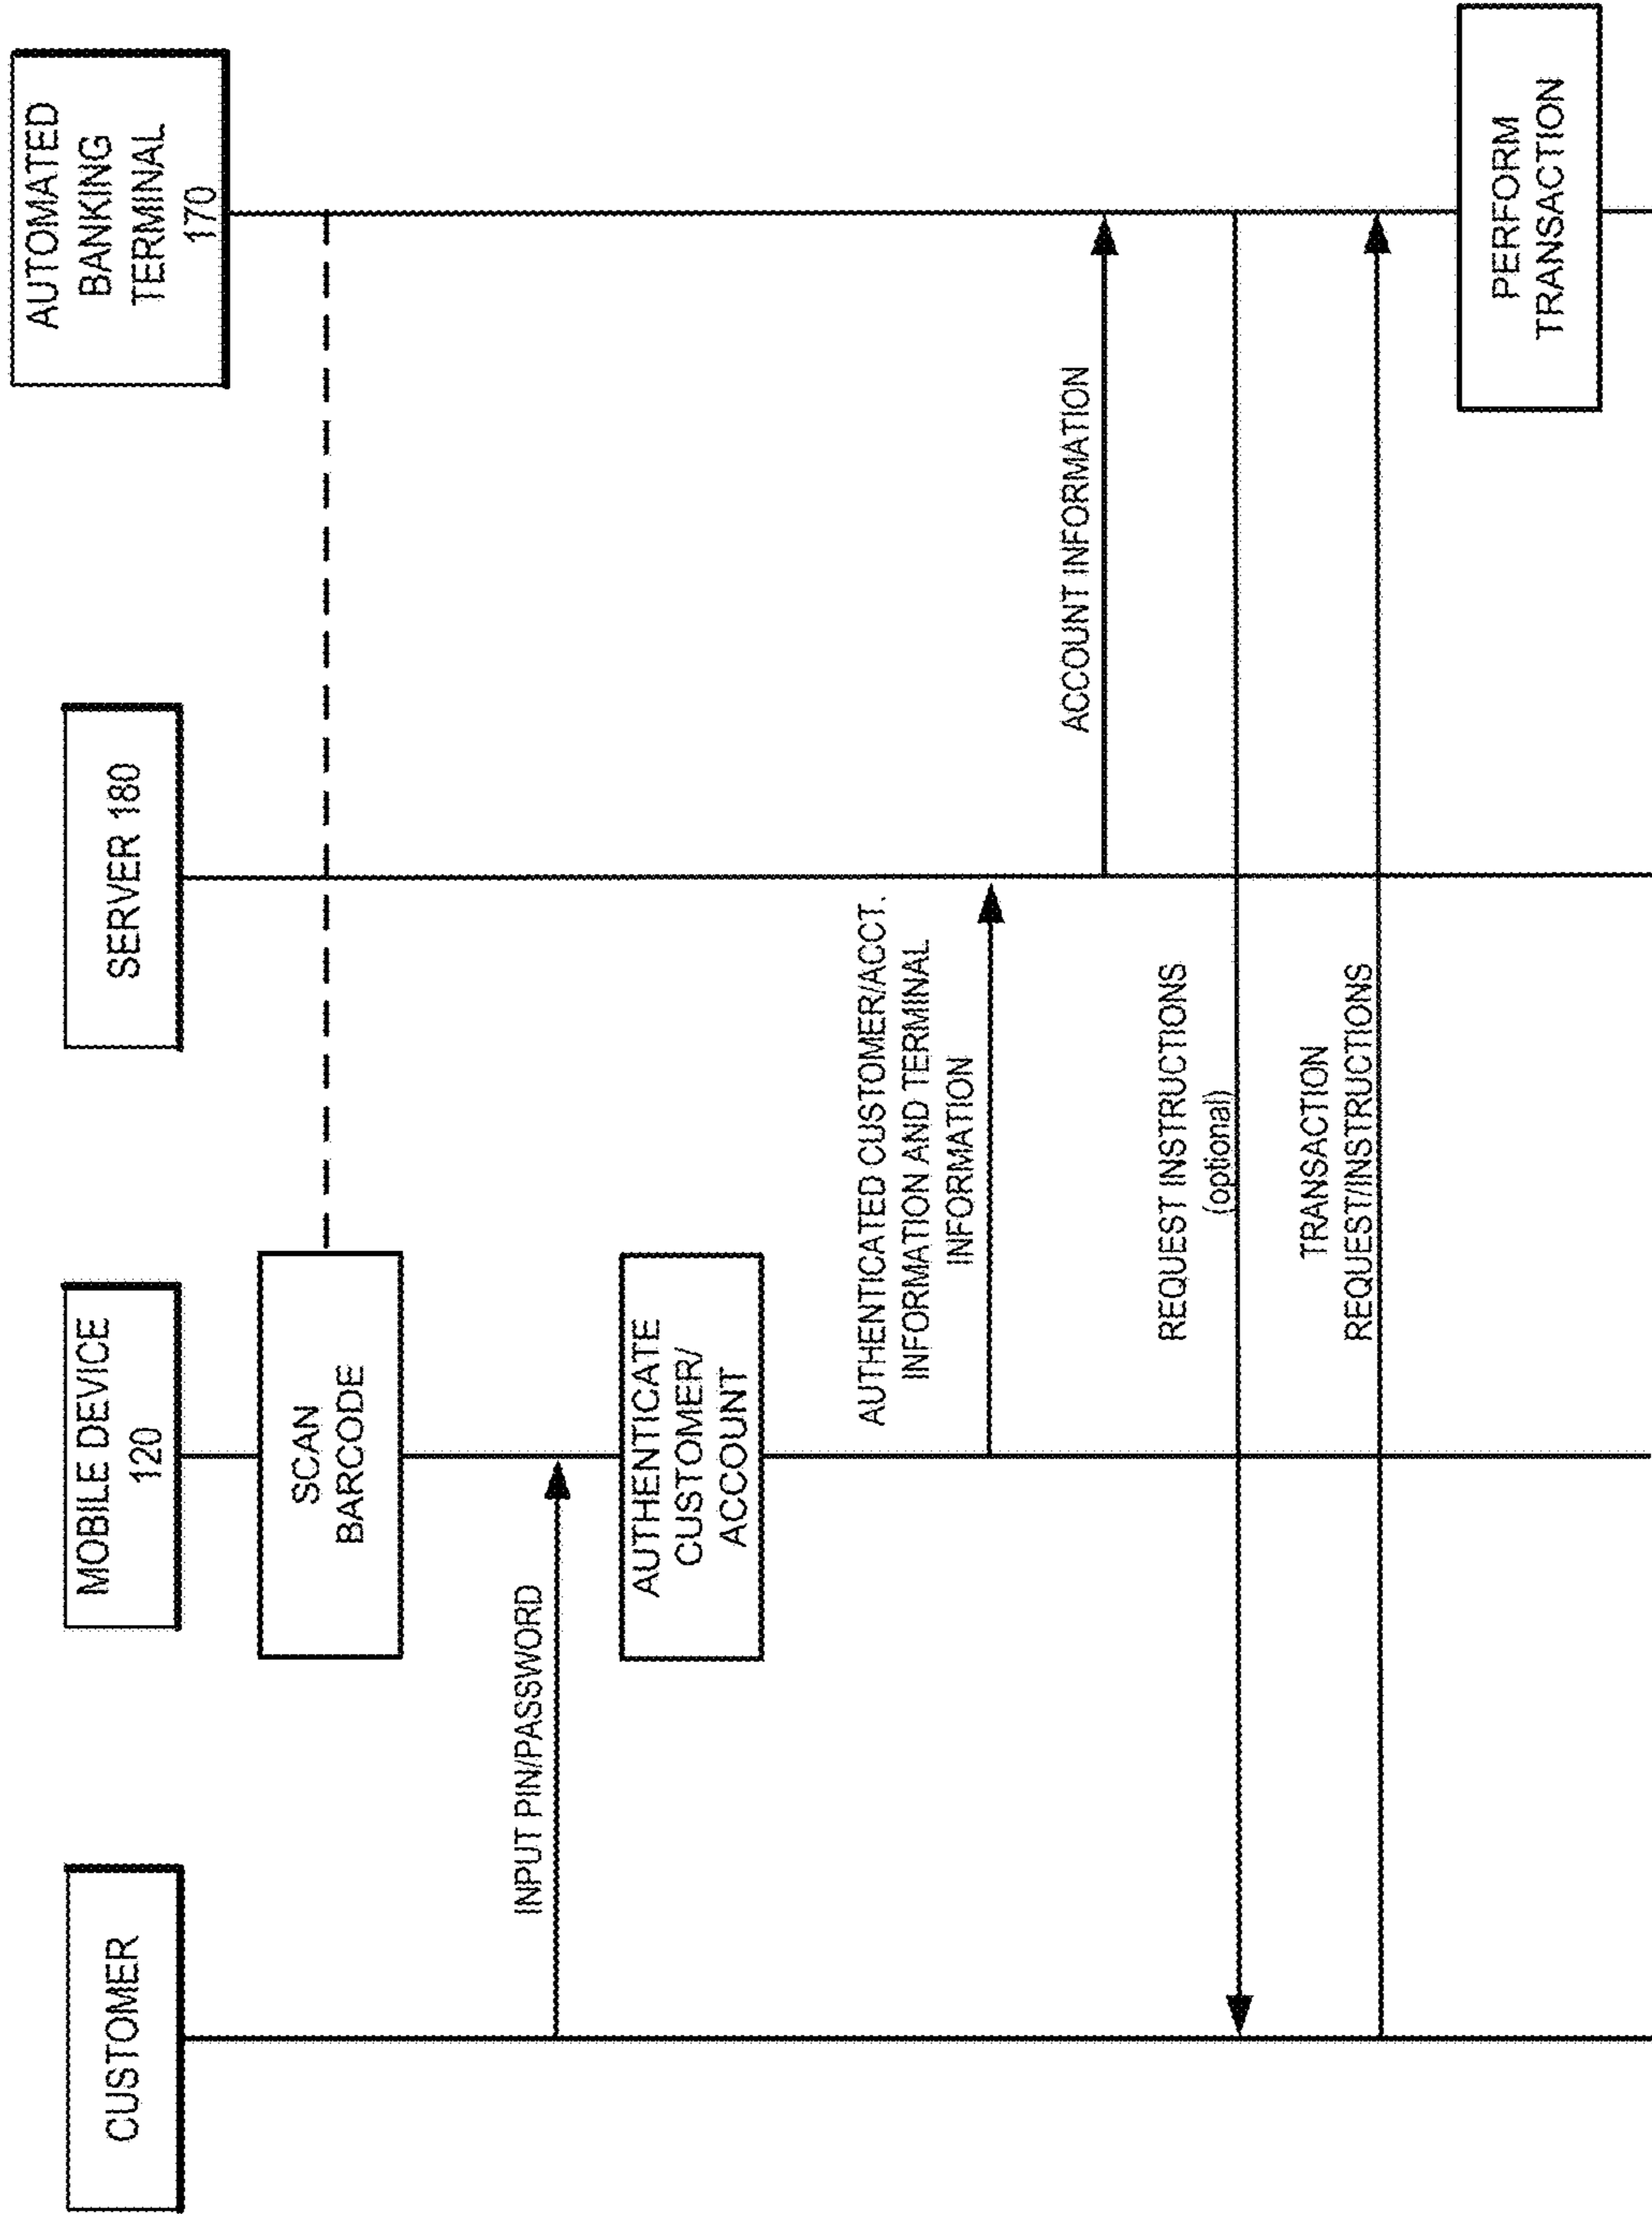 CUSTOMER
MOBILE DEVICE
120
SERVER 180
AUTOMATED
BANKING
TERMINAL
170
SCAN
BARCODE
INPUT PIN/PASSWORD
AUTHENTICATE
CUSTOMER/
ACCOUNT
AUTHENTICATED CUSTOMER/ACCT.
INFORMATION AND TERMINAL
INFORMATION
ACCOUNT INFORMATION
REQUEST INSTRUCTIONS
(optional)
TRANSACTION
REQUEST/INSTRUCTIONS
PERFORM
TRANSACTION